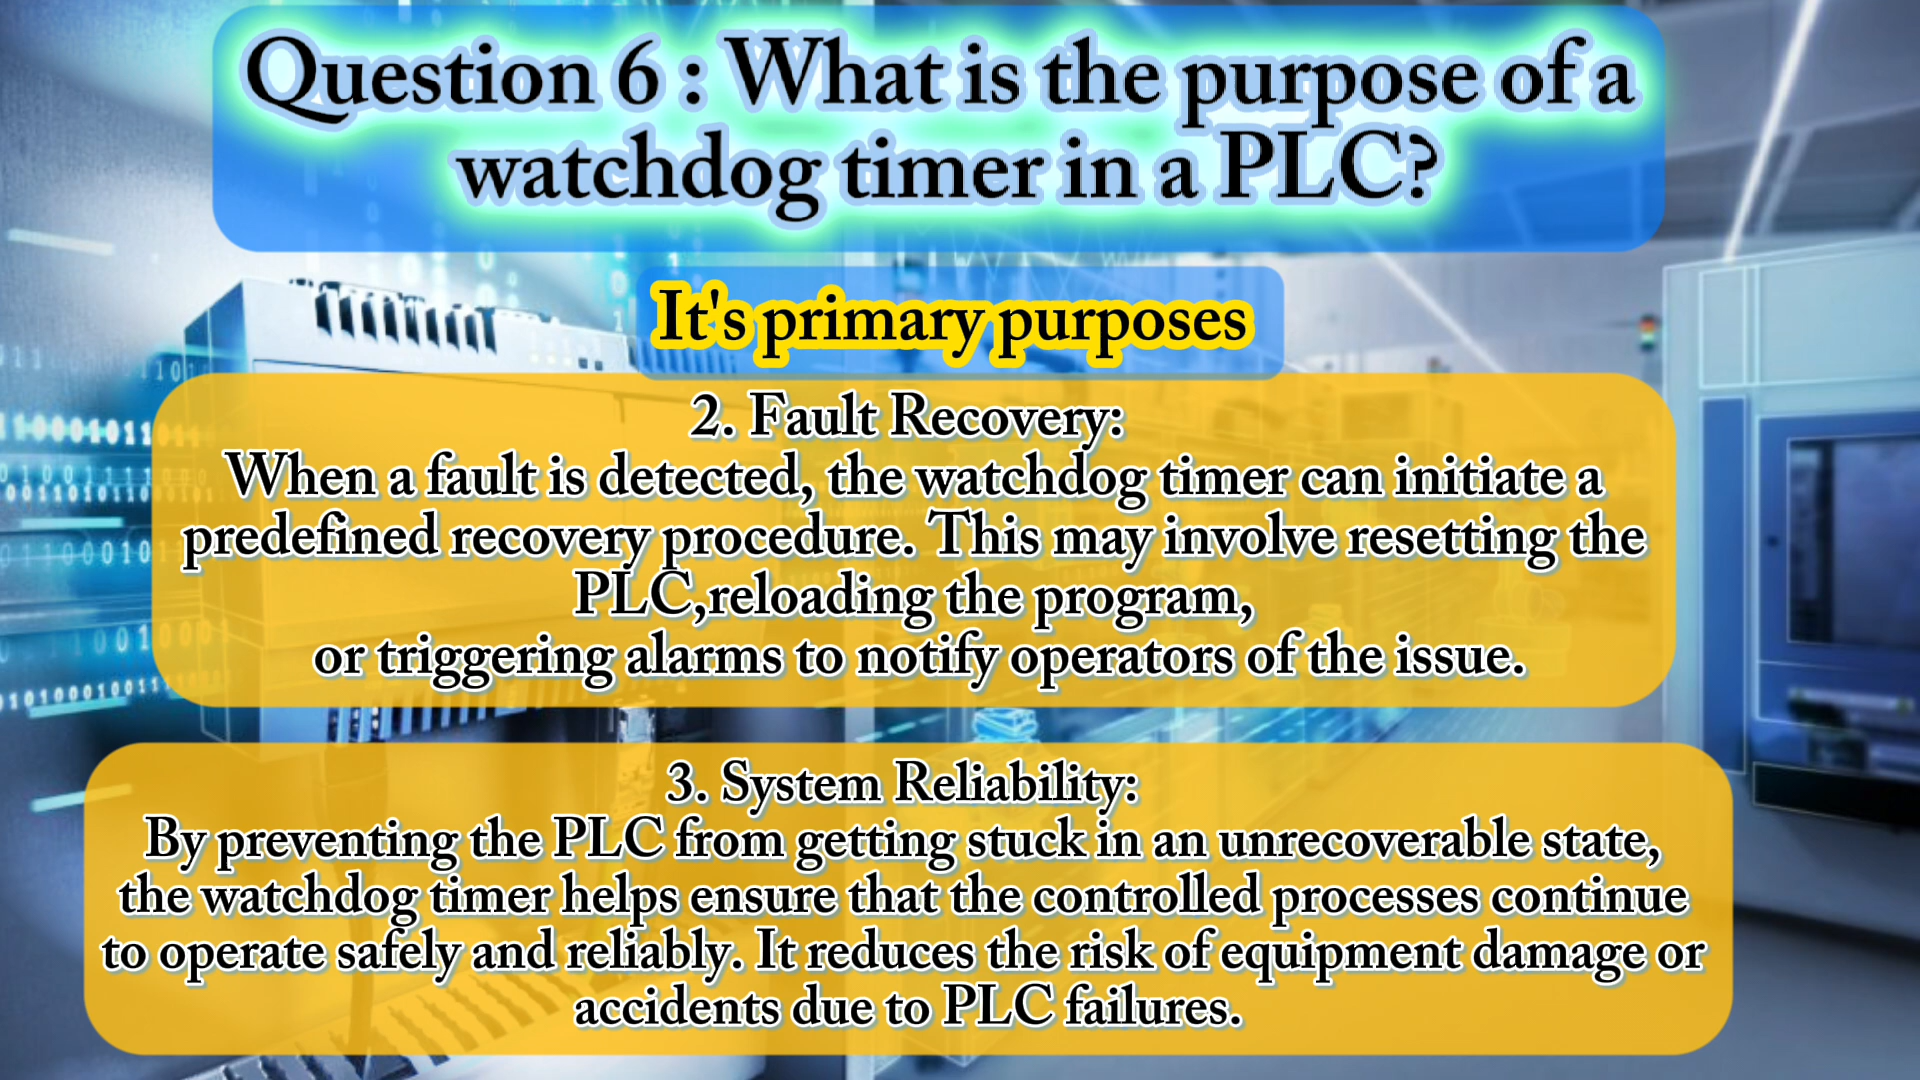 Question 6 : What is the purpose of a
watchdog timer in a PLC?
It's primary purposes
2. Fault Recovery:
When a fault is detected, the watchdog timer can initiate a
predefined recovery procedure. This may involve resetting the
PLC,reloading the program,
or triggering alarms to notify operators of the issue.
3. System Reliability:
By preventing the PLC from getting stuck in an unrecoverable state,
the watchdog timer helps ensure that the controlled processes continue
to operate safely and reliably. It reduces the risk of equipment damage or
accidents due to PLC failures.